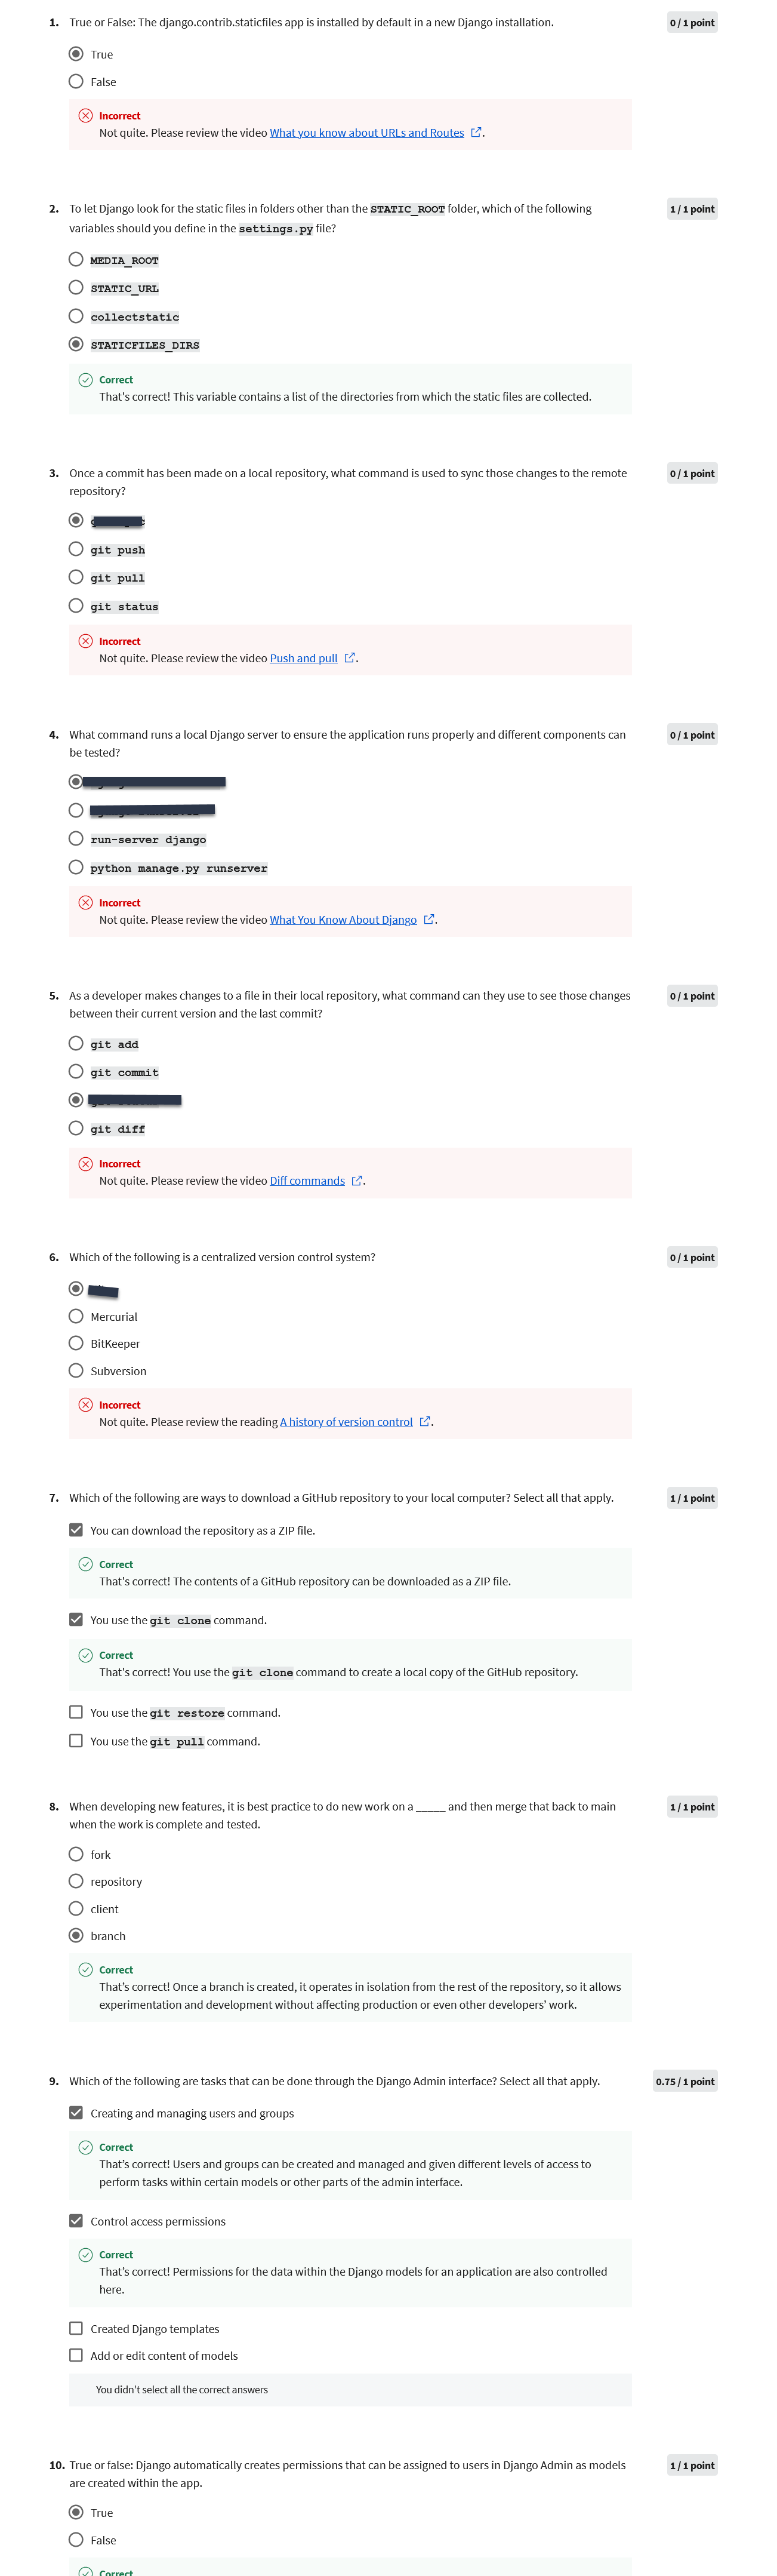 1. True or False: The django.contrib.staticfiles app is installed by default in a new Django installation.
0 / 1 point
True
False
Incorrect
Not quite. Please review the video What you know about URLs and Routes.
2. To let Django look for the static files in folders other than the STATIC_ROOT folder, which of the following
1 / 1 point
variables should you define in the settings.py file?
MEDIA_ROOT
STATIC_URL
collectstatic
STATICFILES_DIRS
Correct
That's correct! This variable contains a list of the directories from which the static files are collected.
3. Once a commit has been made on a local repository, what command is used to sync those changes to the remote
0 / 1 point
repository?
git push
git pull
git status
Incorrect
Not quite. Please review the video Push and pull.
4. What command runs a local Django server to ensure the application runs properly and different components can
0 / 1 point
be tested?
run-server django
python manage.py runserver
Incorrect
Not quite. Please review the video What You Know About Django.
5. As a developer makes changes to a file in their local repository, what command can they use to see those changes
0 / 1 point
between their current version and the last commit?
git add
git commit
git diff
Incorrect
Not quite. Please review the video Diff commands.
6. Which of the following is a centralized version control system?
0 / 1 point
Mercurial
BitKeeper
Subversion
Incorrect
Not quite. Please review the reading A history of version control.
7. Which of the following are ways to download a GitHub repository to your local computer? Select all that apply.
1 / 1 point
You can download the repository as a ZIP file.
Correct
That's correct! The contents of a GitHub repository can be downloaded as a ZIP file.
You use the git clone command.
Correct
That's correct! You use the git clone command to create a local copy of the GitHub repository.
You use the git restore command.
You use the git pull command.
8. When developing new features, it is best practice to do new work on a _____ and then merge that back to main
1 / 1 point
when the work is complete and tested.
fork
repository
client
branch
Correct
That's correct! Once a branch is created, it operates in isolation from the rest of the repository, so it allows
experimentation and development without affecting production or even other developers' work.
9. Which of the following are tasks that can be done through the Django Admin interface? Select all that apply.
0.75 / 1 point
Creating and managing users and groups
Correct
That's correct! Users and groups can be created and managed and given different levels of access to
perform tasks within certain models or other parts of the admin interface.
Control access permissions
Correct
That's correct! Permissions for the data within the Django models for an application are also controlled
here.
Created Django templates
Add or edit content of models
You didn't select all the correct answers
10. True or false: Django automatically creates permissions that can be assigned to users in Django Admin as models
1 / 1 point
are created within the app.
True
False
Correct